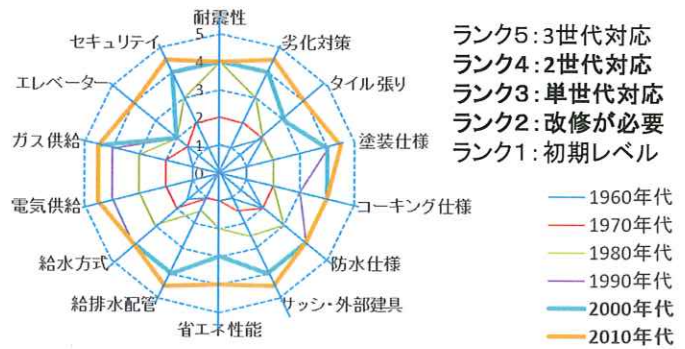 耐震性
劣化対策
タイル張り
塗装仕様
コーキング仕様
防水仕様
サッシ・外部建具
省エネ性能
給排水配管
給水方式
電気供給
ガス供給
エレベーター
セキュリティ
5
4
3
2
1
0
ランク5：3世代対応
ランク4：2世代対応
ランク3：単世代対応
ランク2：改修が必要
ランク1：初期レベル
1960年代
1970年代
1980年代
1990年代
2000年代
2010年代